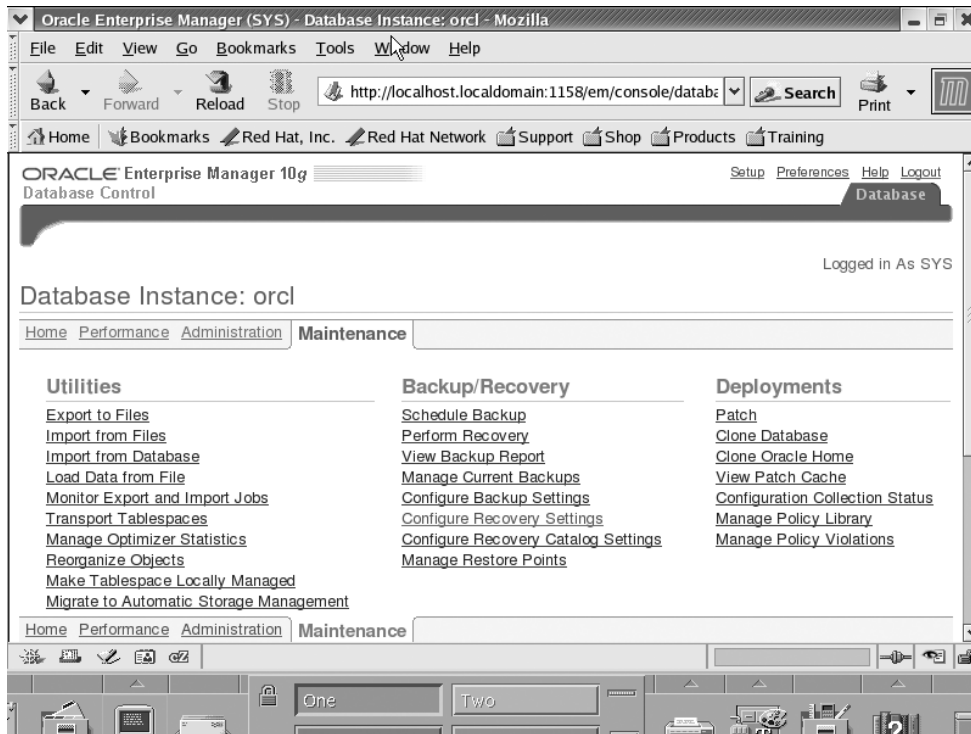 Oracle Enterprise Manager (SYS) - Database Instance: orcl - Mozilla
File Edit View Go Bookmarks Tools Window Help
Back Forward Reload Stop http://localhost.localdomain:1158/em/console/databa Search Print
Home Bookmarks Red Hat, Inc. Red Hat Network Support Shop Products Training
ORACLE Enterprise Manager 10g
Database Control
Setup Preferences Help Logout
Database
Logged in As SYS
Database Instance: orcl
Home Performance Administration Maintenance
Utilities
Export to Files
Import from Files
Import from Database
Load Data from File
Monitor Export and Import Jobs
Transport Tablespaces
Manage Optimizer Statistics
Reorganize Objects
Make Tablespace Locally Managed
Migrate to Automatic Storage Management
Backup/Recovery
Schedule Backup
Perform Recovery
View Backup Report
Manage Current Backups
Configure Backup Settings
Configure Recovery Settings
Configure Recovery Catalog Settings
Manage Restore Points
Deployments
Patch
Clone Database
Clone Oracle Home
View Patch Cache
Configuration Collection Status
Manage Policy Library
Manage Policy Violations
Home Performance Administration Maintenance
One Two